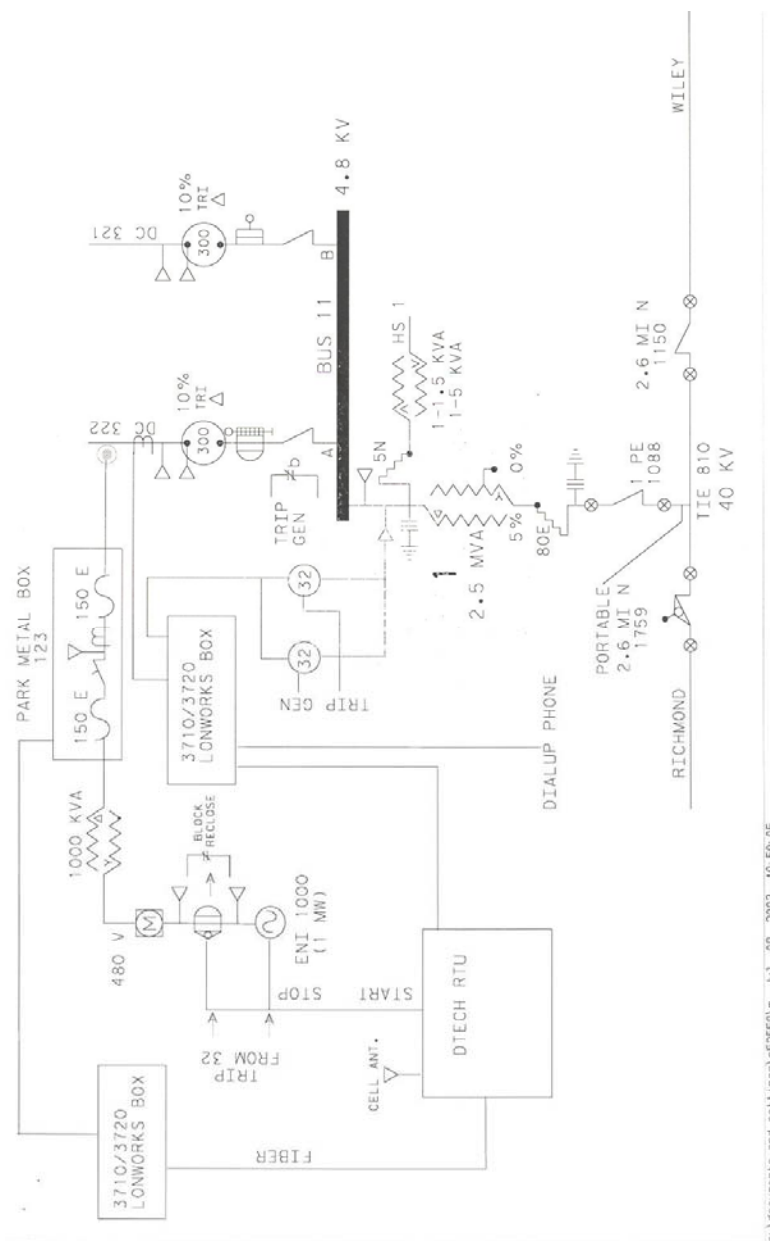 3710/3720
LONWORKS BOX
FIBER
PARK METAL BOX
123
150 E
150 E
1000 KVA
480 V
M
BLOCK
RECLOSE
ENI 1000
(1 MW)
TRIP
FROM 32
STOP
START
CELL ANT.
DTECH RTU
3710/3720
LONWORKS BOX
DIALUP PHONE
32
32
TRIP GEN
TRIP
GEN
b
DC 322
10%
TRI
300
A
DC 321
10%
TRI
300
B
BUS 11
4.8 KV
5N
HS 1
1-1.5 KVA
1-5 KVA
1
2.5 MVA
5%
0%
80E
1 PE
1088
TIE 810
40 KV
PORTABLE
2.6 MI N
1759
RICHMOND
2.6 MI N
1150
WILEY